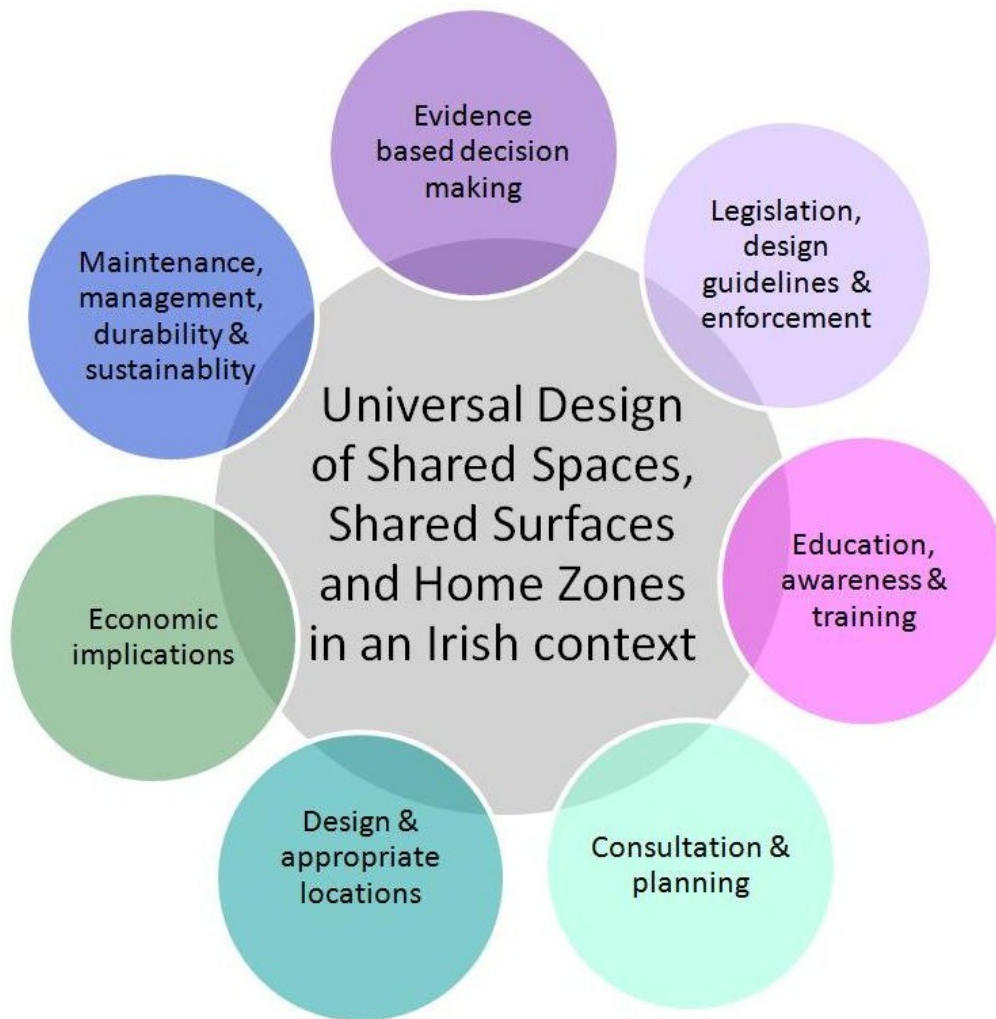 Evidence
based decision
making
Legislation,
design
guidelines &
enforcement
Education,
awareness &
training
Consultation &
planning
Design &
appropriate
locations
Economic
implications
Maintenance,
management,
durability &
sustainablity
Universal Design
of Shared Spaces,
Shared Surfaces
and Home Zones
in an Irish context